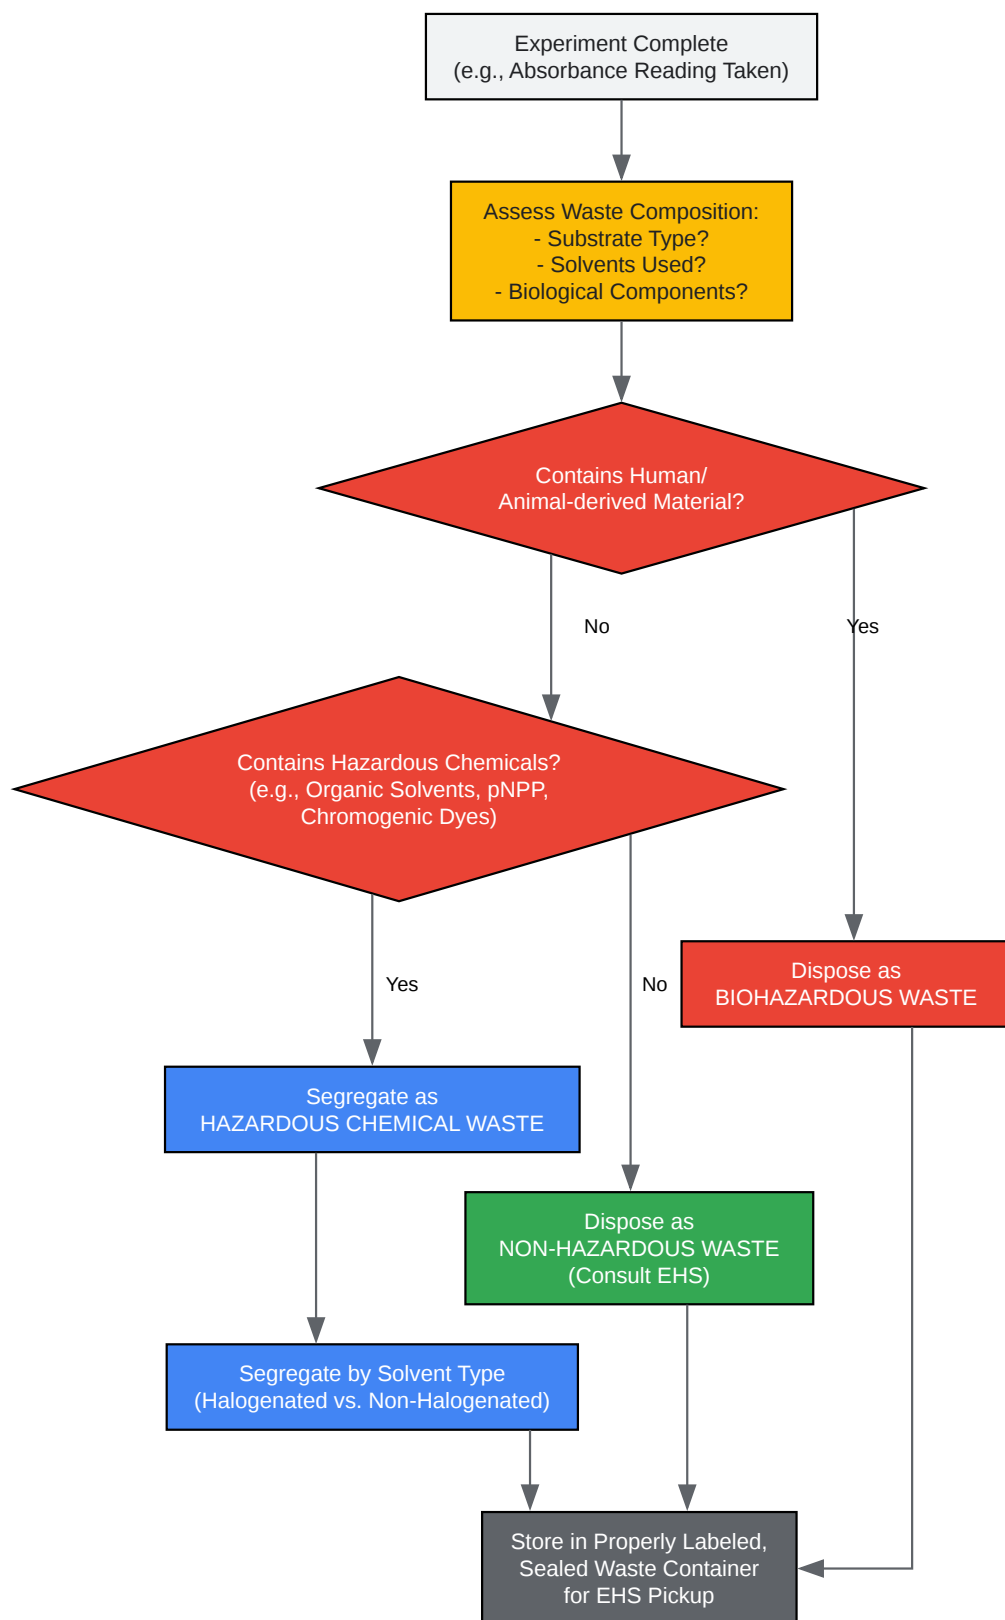 Experiment Complete
(e.g., Absorbance Reading Taken)
Assess Waste Composition:
- Substrate Type?
- Solvents Used?
- Biological Components?
Contains Human/
Animal-derived Material?
No
Yes
Contains Hazardous Chemicals?
(e.g., Organic Solvents, pNPP,
Chromogenic Dyes)
Yes
No
Dispose as
BIOHAZARDOUS WASTE
Segregate as
HAZARDOUS CHEMICAL WASTE
Dispose as
NON-HAZARDOUS WASTE
(Consult EHS)
Segregate by Solvent Type
(Halogenated vs. Non-Halogenated)
Store in Properly Labeled,
Sealed Waste Container
for EHS Pickup